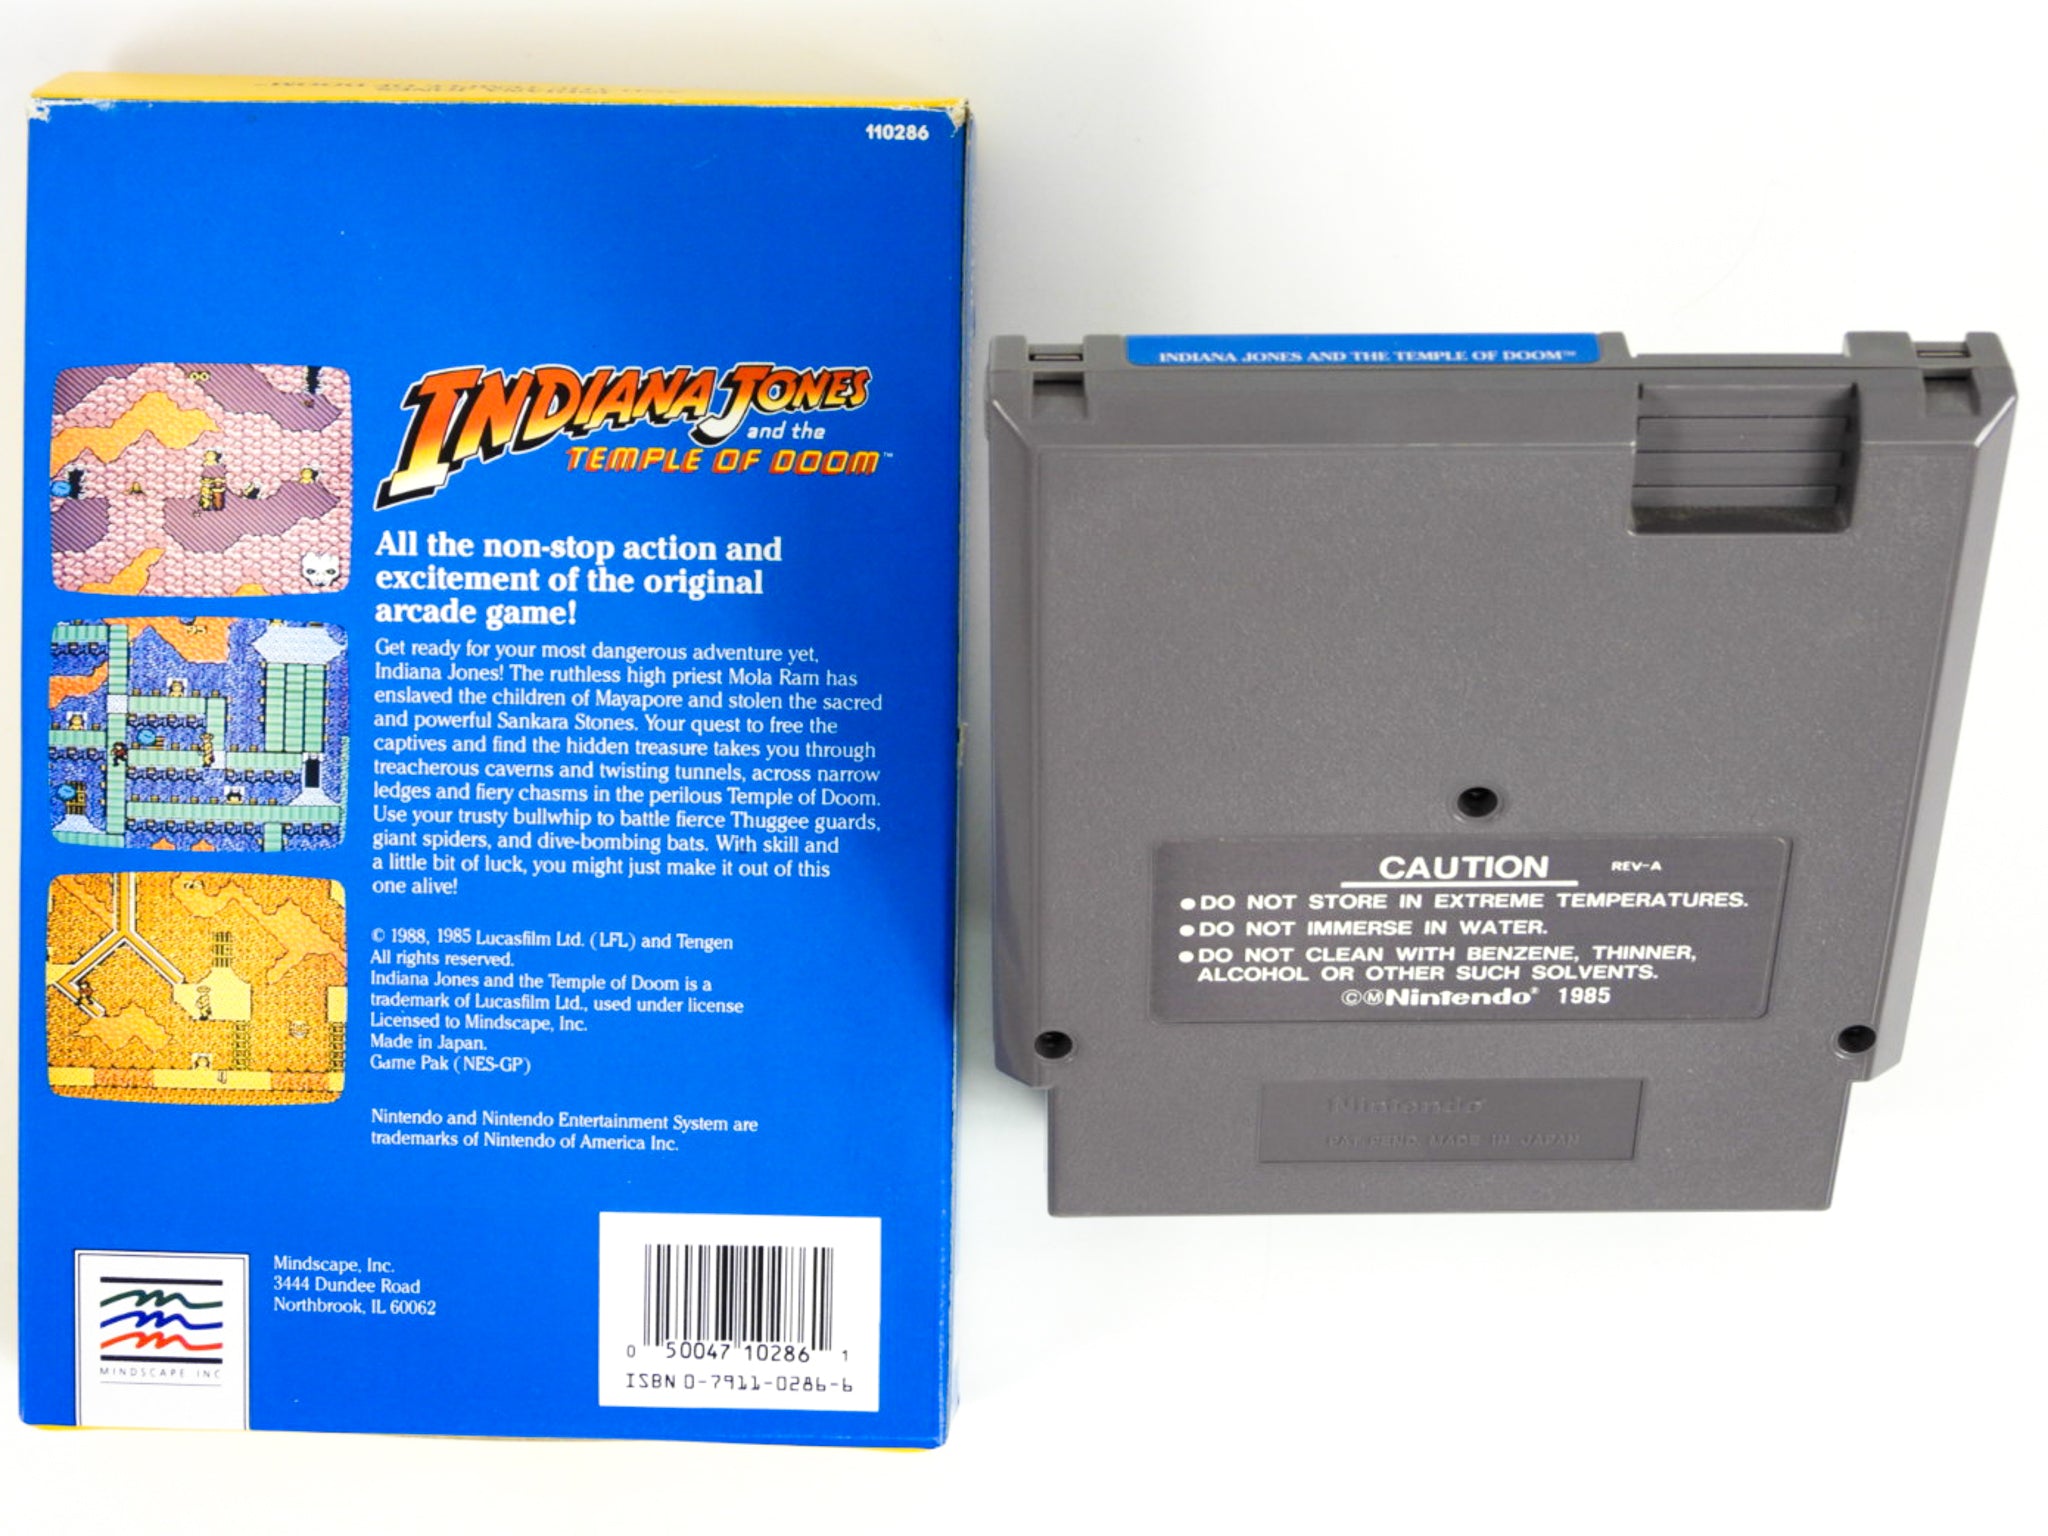 110286
INDIANA JONES
and the
TEMPLE OF DOOM™
All the non-stop action and
excitement of the original
arcade game!
Get ready for your most dangerous adventure yet,
Indiana Jones! The ruthless high priest Mola Ram has
enslaved the children of Mayapore and stolen the sacred
and powerful Sankara Stones. Your quest to free the
captives and find the hidden treasure takes you through
treacherous caverns and twisting tunnels, across narrow
ledges and fiery chasms in the perilous Temple of Doom.
Use your trusty bullwhip to battle fierce Thuggee guards,
giant spiders, and dive-bombing bats. With skill and
a little bit of luck, you might just make it out of this
one alive!
© 1988, 1985 Lucasfilm Ltd. (LFL) and Tengen
All rights reserved.
Indiana Jones and the Temple of Doom is a
trademark of Lucasfilm Ltd., used under license
Licensed to Mindscape, Inc.
Made in Japan.
Game Pak (NES-GP)
Nintendo and Nintendo Entertainment System are
trademarks of Nintendo of America Inc.
MINDSCAPE INC
Mindscape, Inc.
3444 Dundee Road
Northbrook, IL 60062
0 50047 10286 1
ISBN 0-7911-0286-6
INDIANA JONES AND THE TEMPLE OF DOOM™
CAUTION REV-A
●DO NOT STORE IN EXTREME TEMPERATURES.
●DO NOT IMMERSE IN WATER.
●DO NOT CLEAN WITH BENZENE, THINNER,
ALCOHOL OR OTHER SUCH SOLVENTS.
©ⓂNintendo® 1985
Nintendo®
PAT. PEND. MADE IN JAPAN